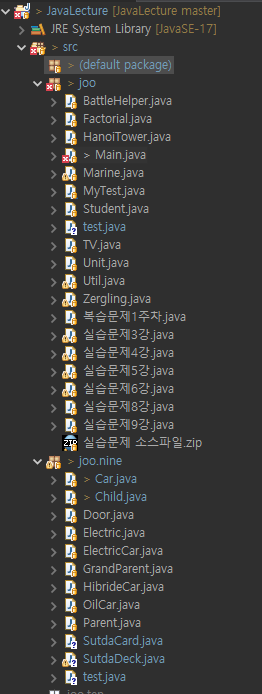 > JavaLecture [JavaLecture master]
> JRE System Library [JavaSE-17]
> src
> (default package)
> joo
> BattleHelper.java
> Factorial.java
> HanoiTower.java
> > Main.java
> Marine.java
> MyTest.java
> Student.java
> test.java
> TV.java
> Unit.java
> Util.java
> Zergling.java
> 복습문제1주차.java
> 실습문제3강.java
> 실습문제4강.java
> 실습문제5강.java
> 실습문제6강.java
> 실습문제8강.java
> 실습문제9강.java
실습문제 소스파일.zip
> joo.nine
> > Car.java
> > Child.java
> Door.java
> Electric.java
> ElectricCar.java
> GrandParent.java
> HibrideCar.java
> OilCar.java
> Parent.java
> SutdaCard.java
> SutdaDeck.java
> test.java